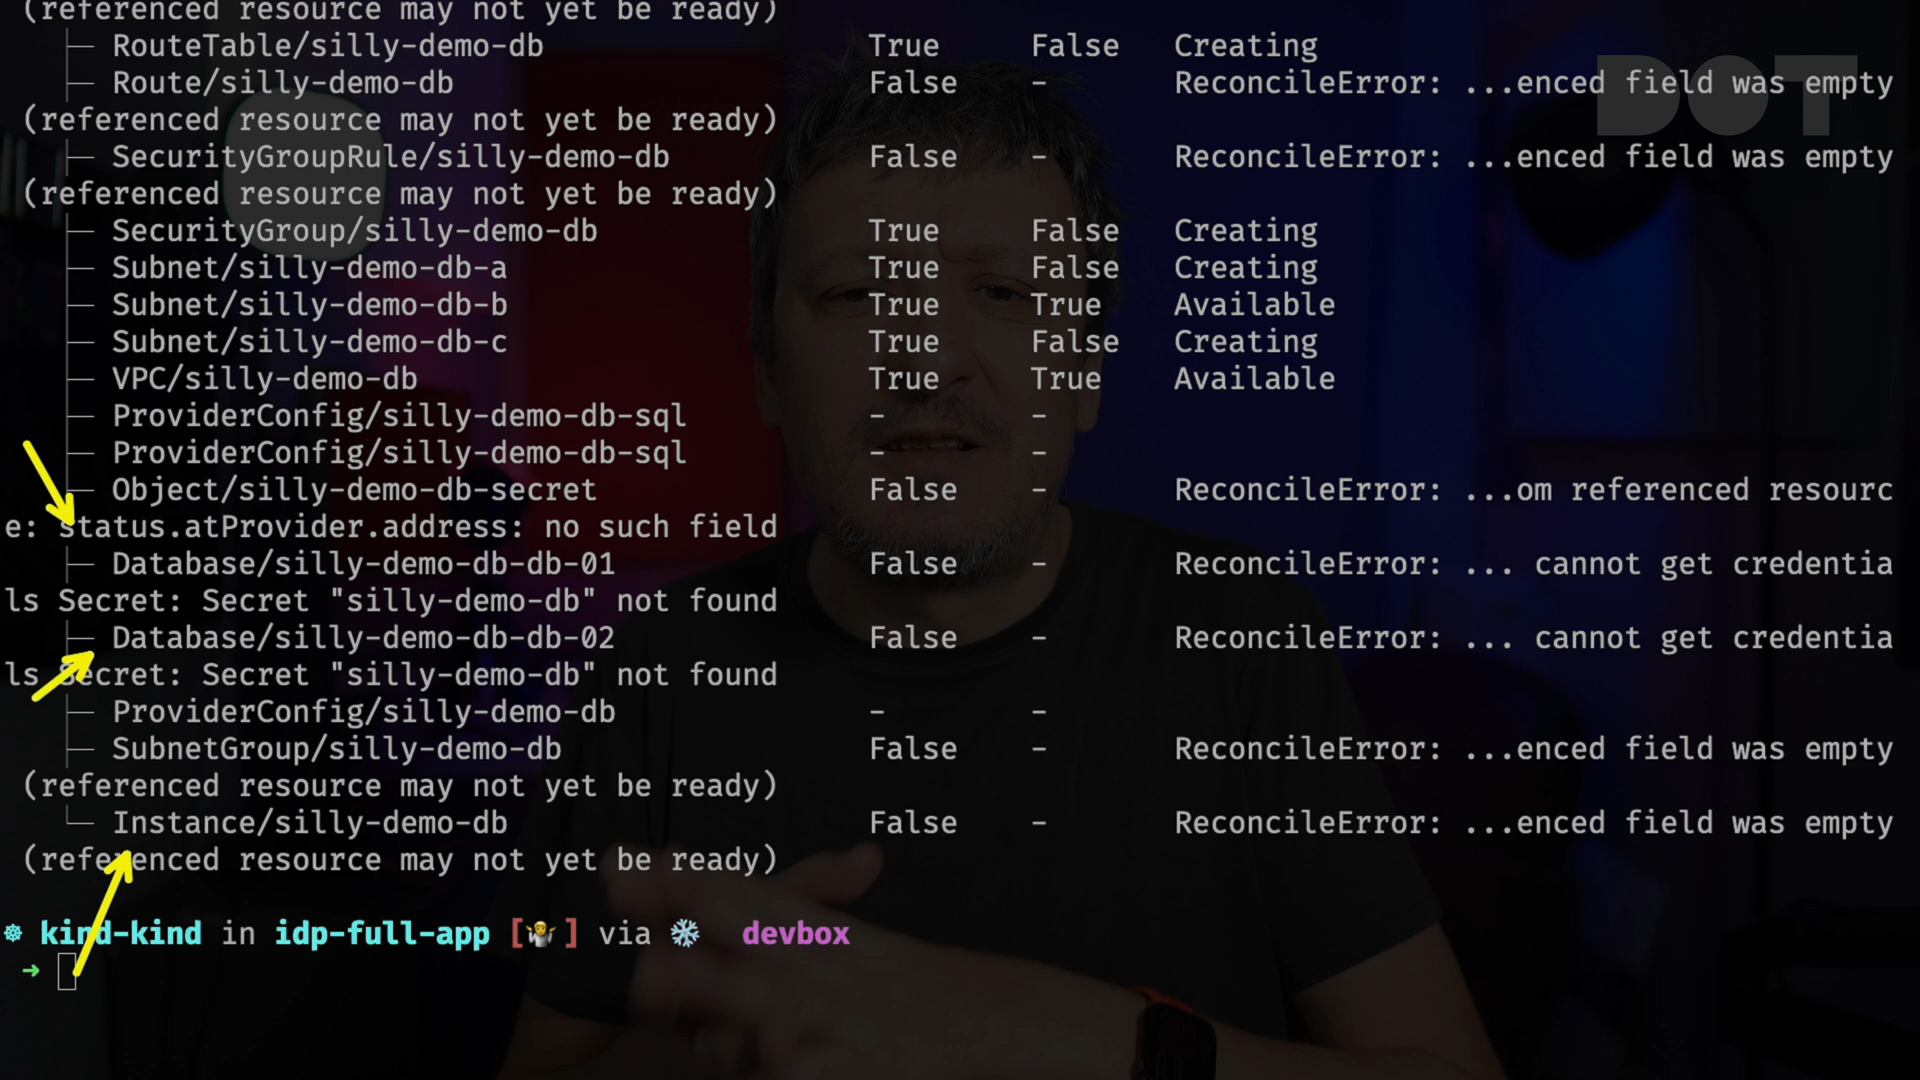 (referenced resource may not yet be ready)
├─ RouteTable/silly-demo-db True False Creating
├─ Route/silly-demo-db False - ReconcileError: ...enced field was empty
(referenced resource may not yet be ready)
├─ SecurityGroupRule/silly-demo-db False - ReconcileError: ...enced field was empty
(referenced resource may not yet be ready)
├─ SecurityGroup/silly-demo-db True False Creating
├─ Subnet/silly-demo-db-a True False Creating
├─ Subnet/silly-demo-db-b True True Available
├─ Subnet/silly-demo-db-c True False Creating
├─ VPC/silly-demo-db True True Available
├─ ProviderConfig/silly-demo-db-sql - -
├─ ProviderConfig/silly-demo-db-sql - -
├─ Object/silly-demo-db-secret False - ReconcileError: ...om referenced resourc
e: status.atProvider.address: no such field
├─ Database/silly-demo-db-db-01 False - ReconcileError: ... cannot get credentia
ls Secret: Secret "silly-demo-db" not found
├─ Database/silly-demo-db-db-02 False - ReconcileError: ... cannot get credentia
ls Secret: Secret "silly-demo-db" not found
├─ ProviderConfig/silly-demo-db - -
├─ SubnetGroup/silly-demo-db False - ReconcileError: ...enced field was empty
(referenced resource may not yet be ready)
└─ Instance/silly-demo-db False - ReconcileError: ...enced field was empty
(referenced resource may not yet be ready)
☸ kind-kind in idp-full-app [🤷] via ❄ devbox
➜
DOT